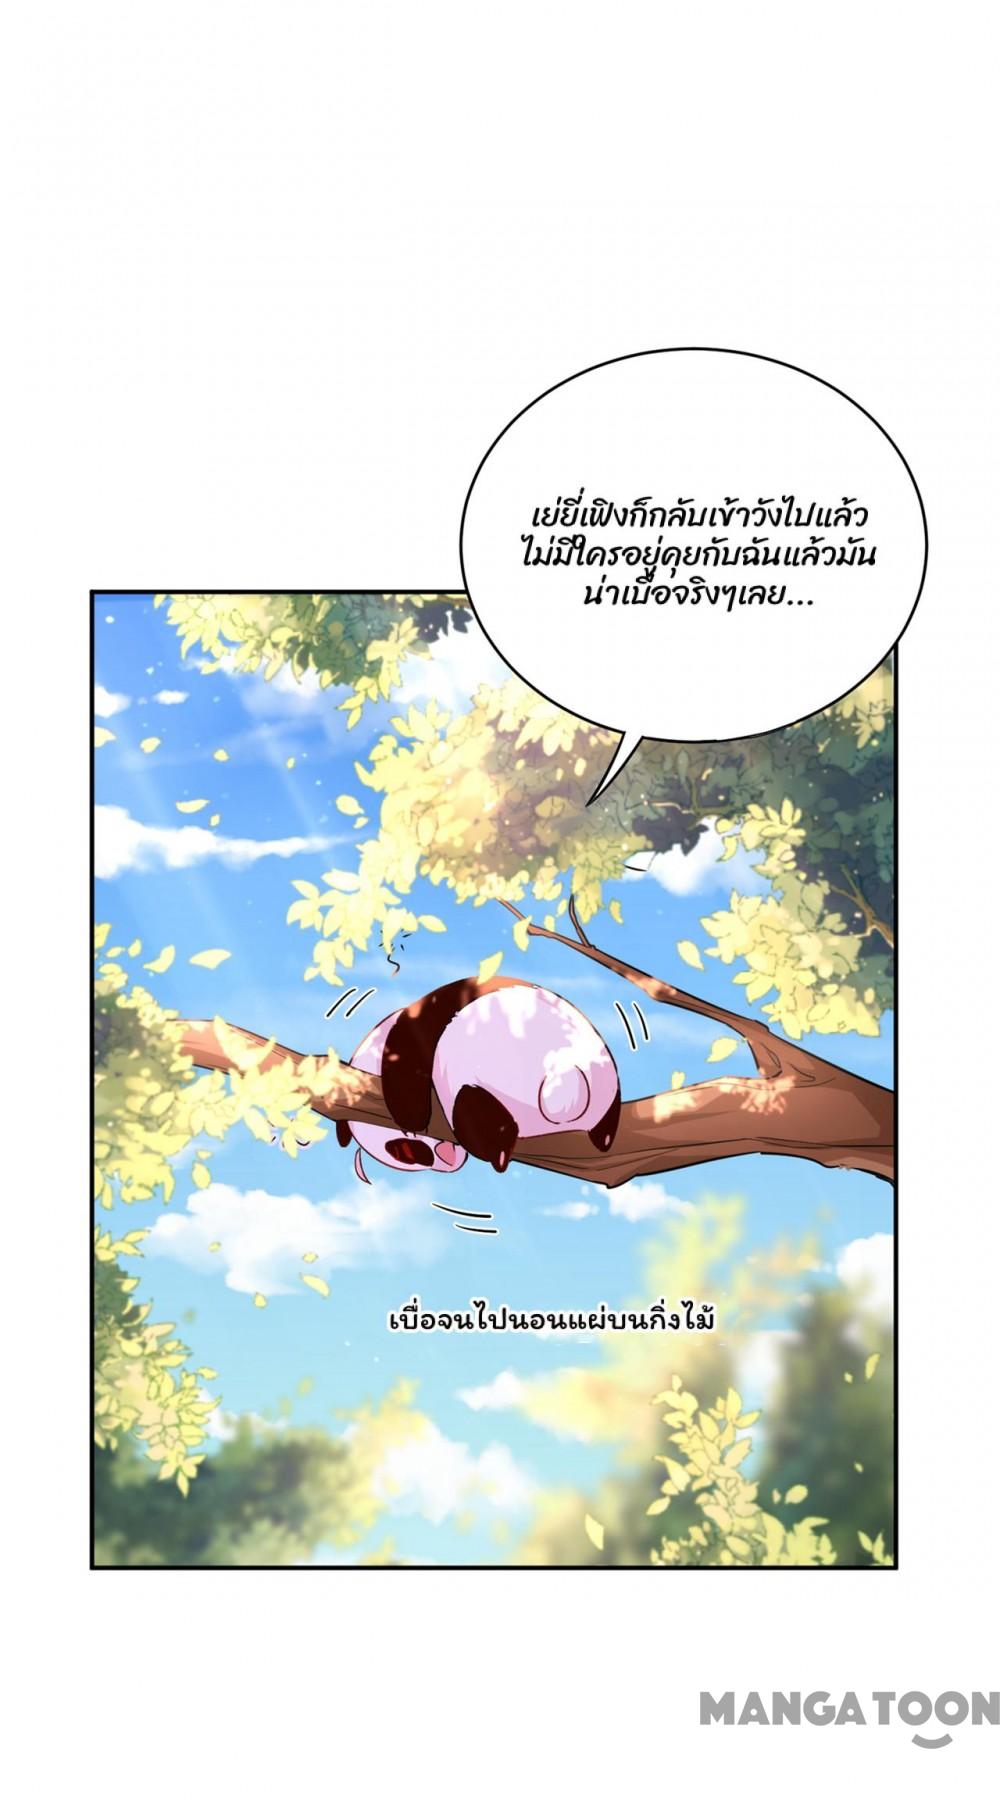 เย่ยี่เฟิงก็กลับเข้าวังไปแล้ว
ไม่มีใครอยู่คุยกับฉันแล้วมัน
น่าเบื่อจริงๆเลย...
เบื่อจนไปนอนแผ่บนกิ่งไม้
MANGATOON